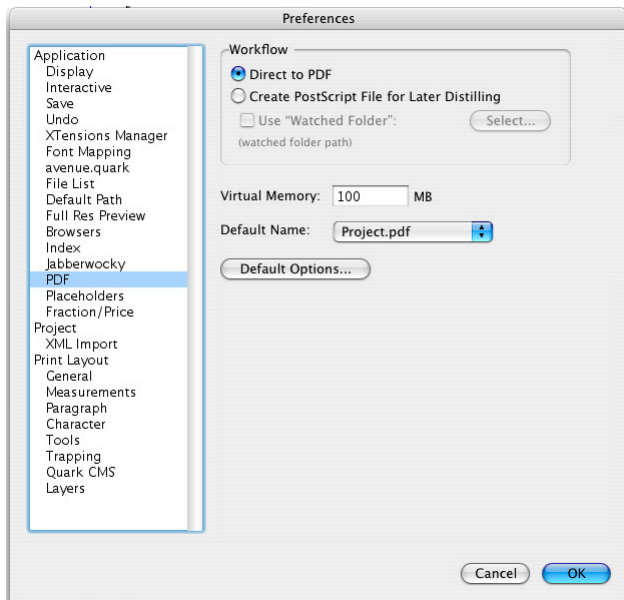 Preferences
Application
Display
Interactive
Save
Undo
XTensions Manager
Font Mapping
avenue.quark
File List
Default Path
Full Res Preview
Browsers
Index
Jabberwocky
PDF
Placeholders
Fraction/Price
Project
XML Import
Print Layout
General
Measurements
Paragraph
Character
Tools
Trapping
Quark CMS
Layers
Workflow
Direct to PDF
Create PostScript File for Later Distilling
Use “Watched Folder”: Select...
(watched folder path)
Virtual Memory: 100 MB
Default Name: Project.pdf
Default Options...
Cancel OK